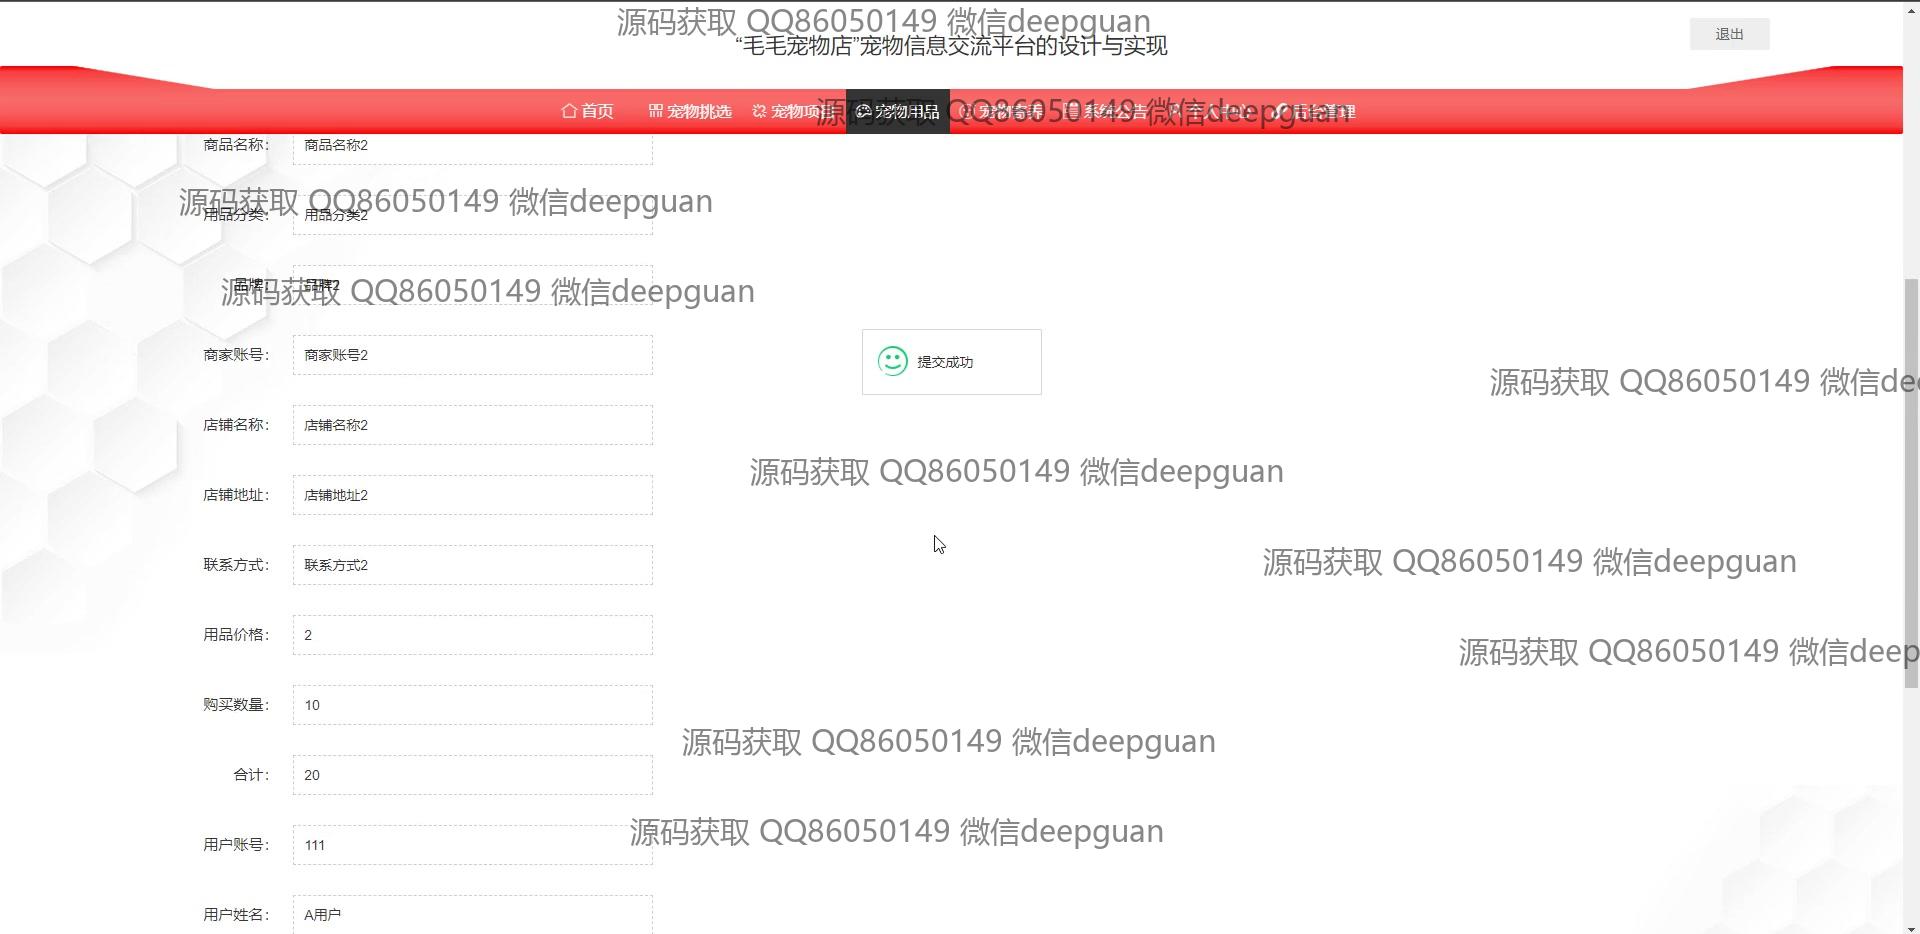 源码获取 QQ86050149 微信deepguan
“毛毛宠物店”宠物信息交流平台的设计与实现
退出
首页 宠物挑选 宠物项目 宠物用品 宠物寄养 系统公告 个人中心 后台管理
源码获取 QQ86050149 微信deepguan
商品名称： 商品名称2
源码获取 QQ86050149 微信deepguan
用品分类： 用品分类2
品牌： 品牌2
源码获取 QQ86050149 微信deepguan
商家账号： 商家账号2
提交成功
源码获取 QQ86050149 微信de
店铺名称： 店铺名称2
源码获取 QQ86050149 微信deepguan
店铺地址： 店铺地址2
联系方式： 联系方式2
源码获取 QQ86050149 微信deepguan
用品价格： 2
源码获取 QQ86050149 微信deep
购买数量： 10
源码获取 QQ86050149 微信deepguan
合计： 20
源码获取 QQ86050149 微信deepguan
用户账号： 111
用户姓名： A用户